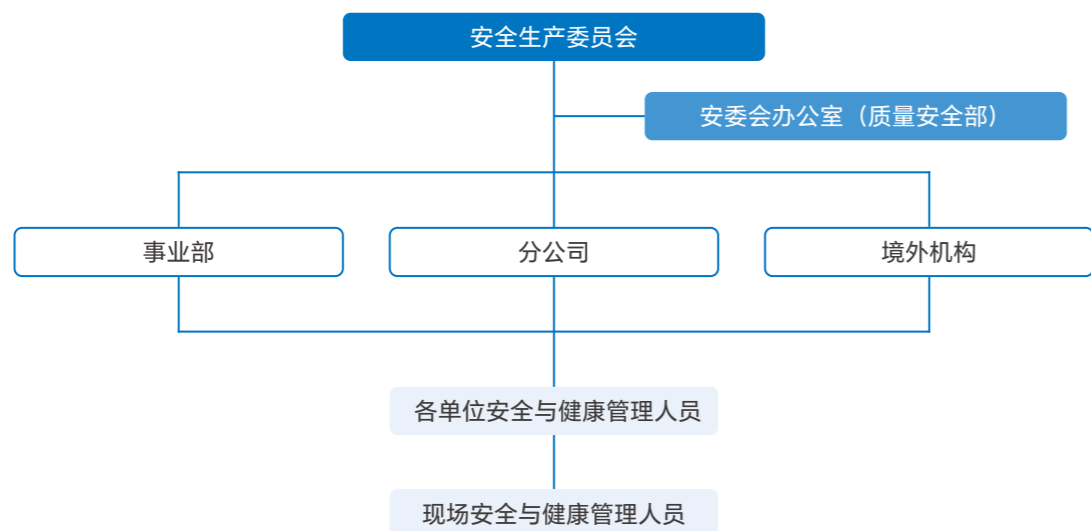 安全生产委员会
安委会办公室（质量安全部）
事业部
分公司
境外机构
各单位安全与健康管理人员
现场安全与健康管理人员